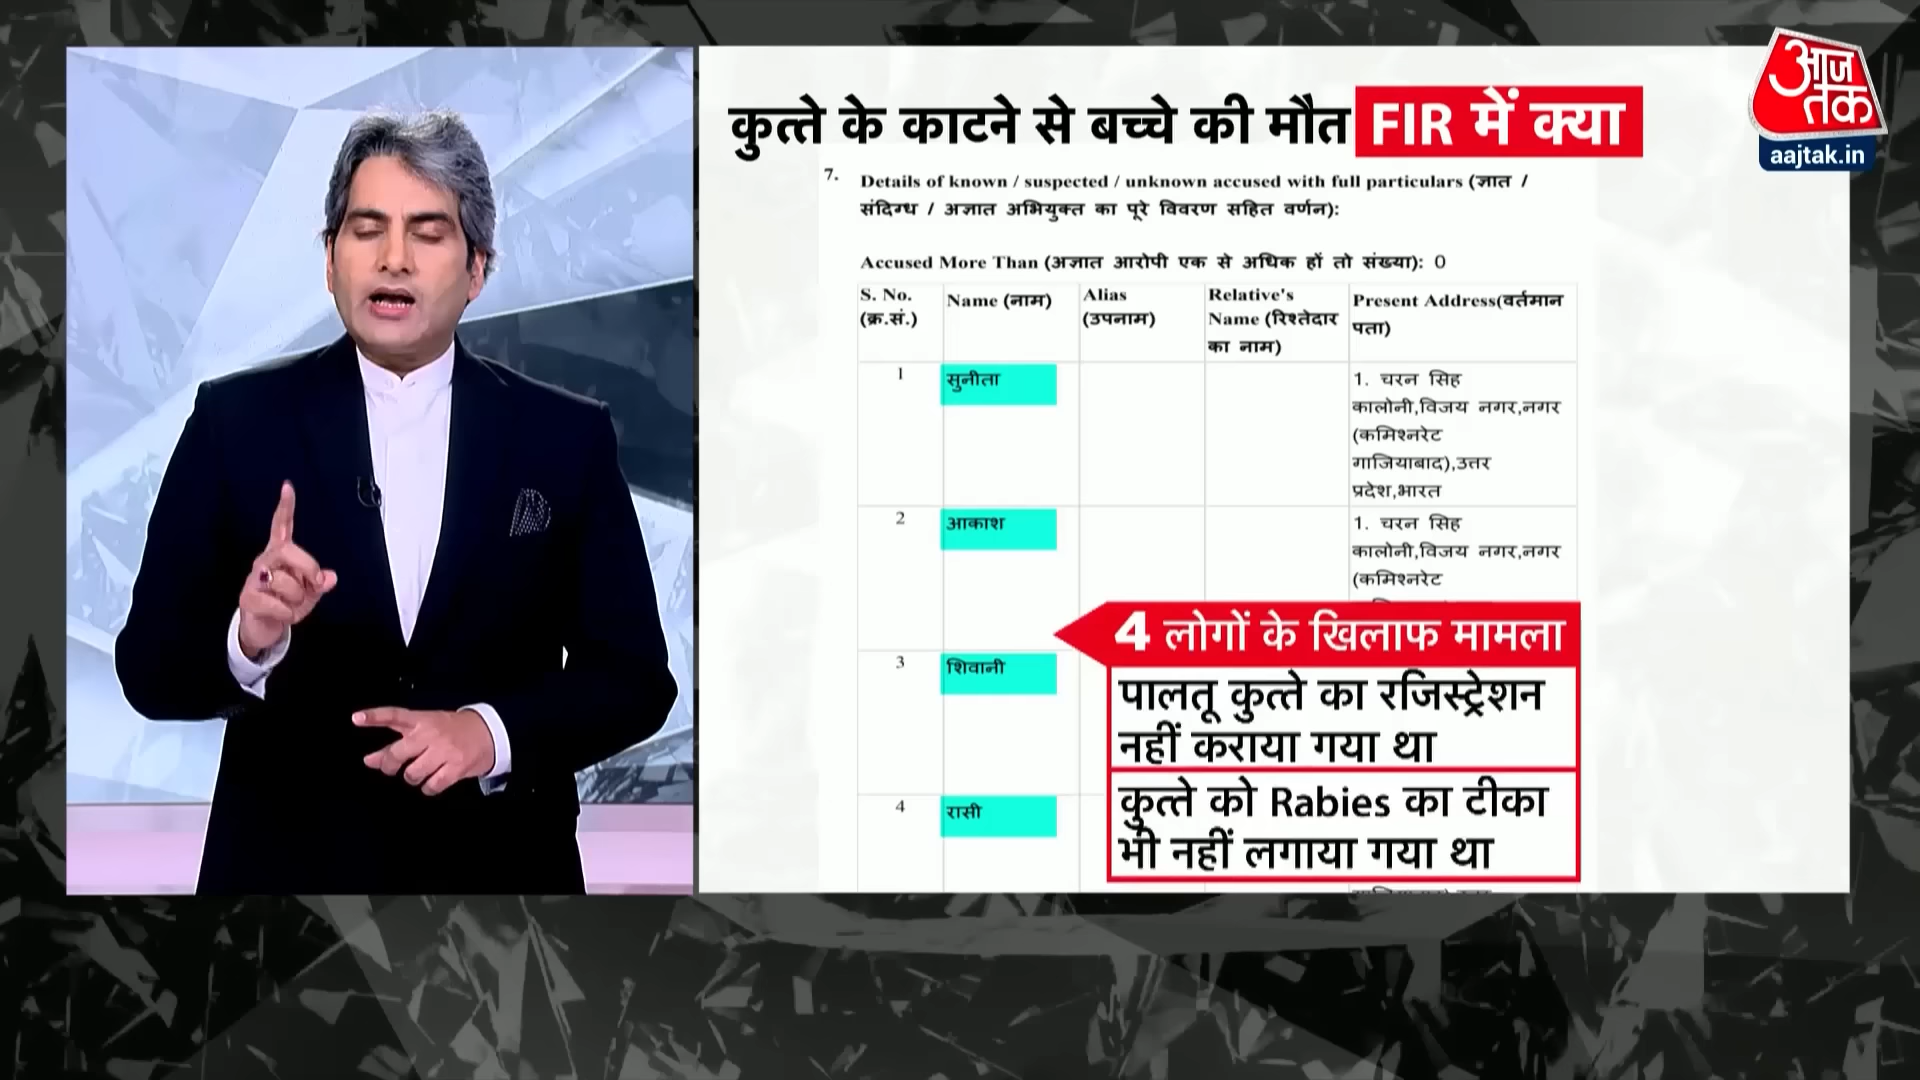 कुत्ते के काटने से बच्चे की मौत FIR में क्या
आज तक
aajtak.in
7. Details of known / suspected / unknown accused with full particulars (ज्ञात /
संदिग्ध / अज्ञात अभियुक्त का पूरे विवरण सहित वर्णन):
Accused More Than (अज्ञात आरोपी एक से अधिक हों तो संख्या): 0
S. No. (क्र.सं.)
Name (नाम)
Alias (उपनाम)
Relative's Name (रिश्तेदार का नाम)
Present Address(वर्तमान पता)
1
सुनीता
1. चरन सिह
कालोनी,विजय नगर,नगर
(कमिश्नरेट
गाजियाबाद),उत्तर
प्रदेश,भारत
2
आकाश
1. चरन सिह
कालोनी,विजय नगर,नगर
(कमिश्नरेट
3
शिवानी
4
रासी
4 लोगों के खिलाफ मामला
पालतू कुत्ते का रजिस्ट्रेशन
नहीं कराया गया था
कुत्ते को Rabies का टीका
भी नहीं लगाया गया था